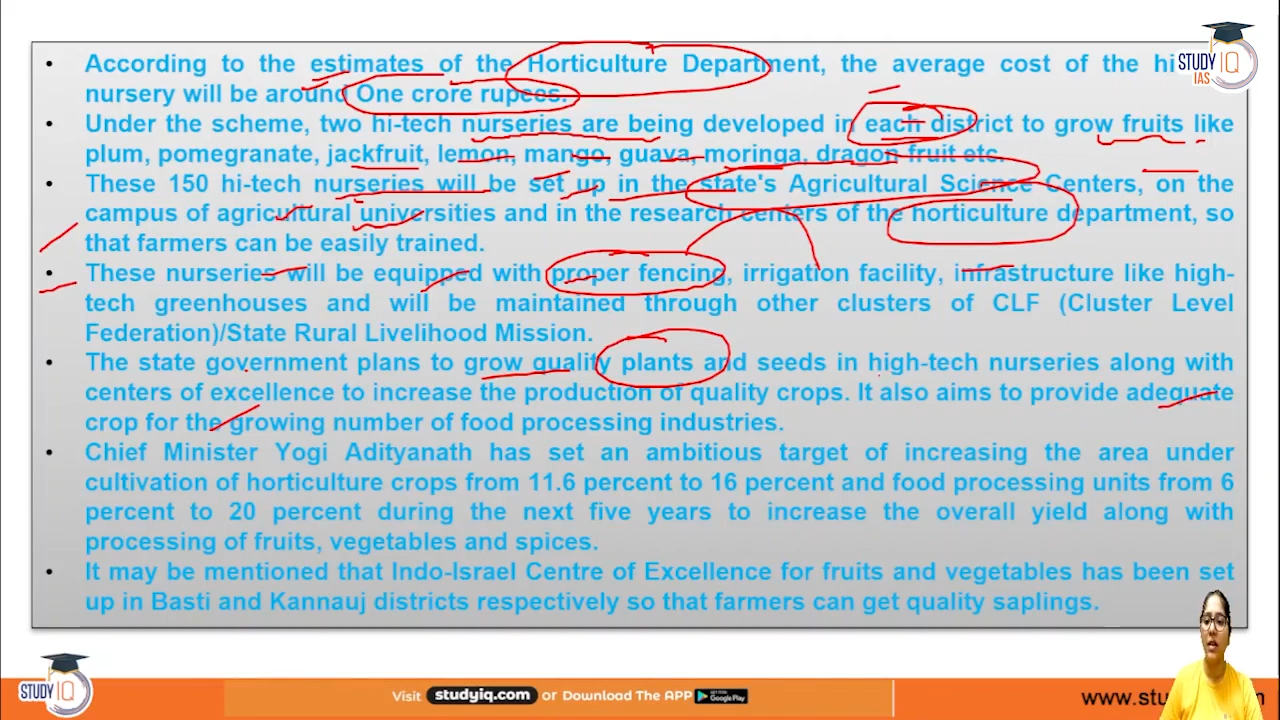 STUDY IQ
IAS
• According to the estimates of the Horticulture Department, the average cost of the hi
nursery will be around One crore rupees.
• Under the scheme, two hi-tech nurseries are being developed in each district to grow fruits like
plum, pomegranate, jackfruit, lemon, mango, guava, moringa, dragon fruit etc.
• These 150 hi-tech nurseries will be set up in the state's Agricultural Science Centers, on the
campus of agricultural universities and in the research centers of the horticulture department, so
that farmers can be easily trained.
• These nurseries will be equipped with proper fencing, irrigation facility, infrastructure like high-
tech greenhouses and will be maintained through other clusters of CLF (Cluster Level
Federation)/State Rural Livelihood Mission.
• The state government plans to grow quality plants and seeds in high-tech nurseries along with
centers of excellence to increase the production of quality crops. It also aims to provide adequate
crop for the growing number of food processing industries.
• Chief Minister Yogi Adityanath has set an ambitious target of increasing the area under
cultivation of horticulture crops from 11.6 percent to 16 percent and food processing units from 6
percent to 20 percent during the next five years to increase the overall yield along with
processing of fruits, vegetables and spices.
• It may be mentioned that Indo-Israel Centre of Excellence for fruits and vegetables has been set
up in Basti and Kannauj districts respectively so that farmers can get quality saplings.
STUDY IQ
Visit studyiq.com or Download The APP Google Play
www.stu